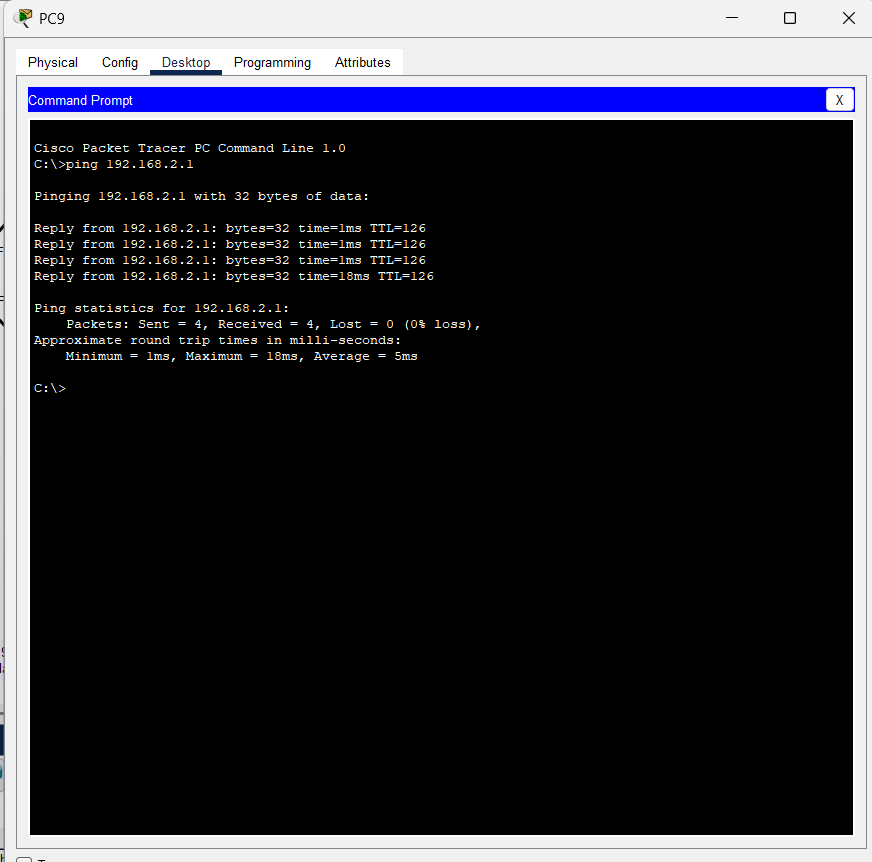 PC9
Physical Config Desktop Programming Attributes
Command Prompt
X
Cisco Packet Tracer PC Command Line 1.0
C:\>ping 192.168.2.1
Pinging 192.168.2.1 with 32 bytes of data:
Reply from 192.168.2.1: bytes=32 time=1ms TTL=126
Reply from 192.168.2.1: bytes=32 time=1ms TTL=126
Reply from 192.168.2.1: bytes=32 time=1ms TTL=126
Reply from 192.168.2.1: bytes=32 time=18ms TTL=126
Ping statistics for 192.168.2.1:
    Packets: Sent = 4, Received = 4, Lost = 0 (0% loss),
Approximate round trip times in milli-seconds:
    Minimum = 1ms, Maximum = 18ms, Average = 5ms
C:\>